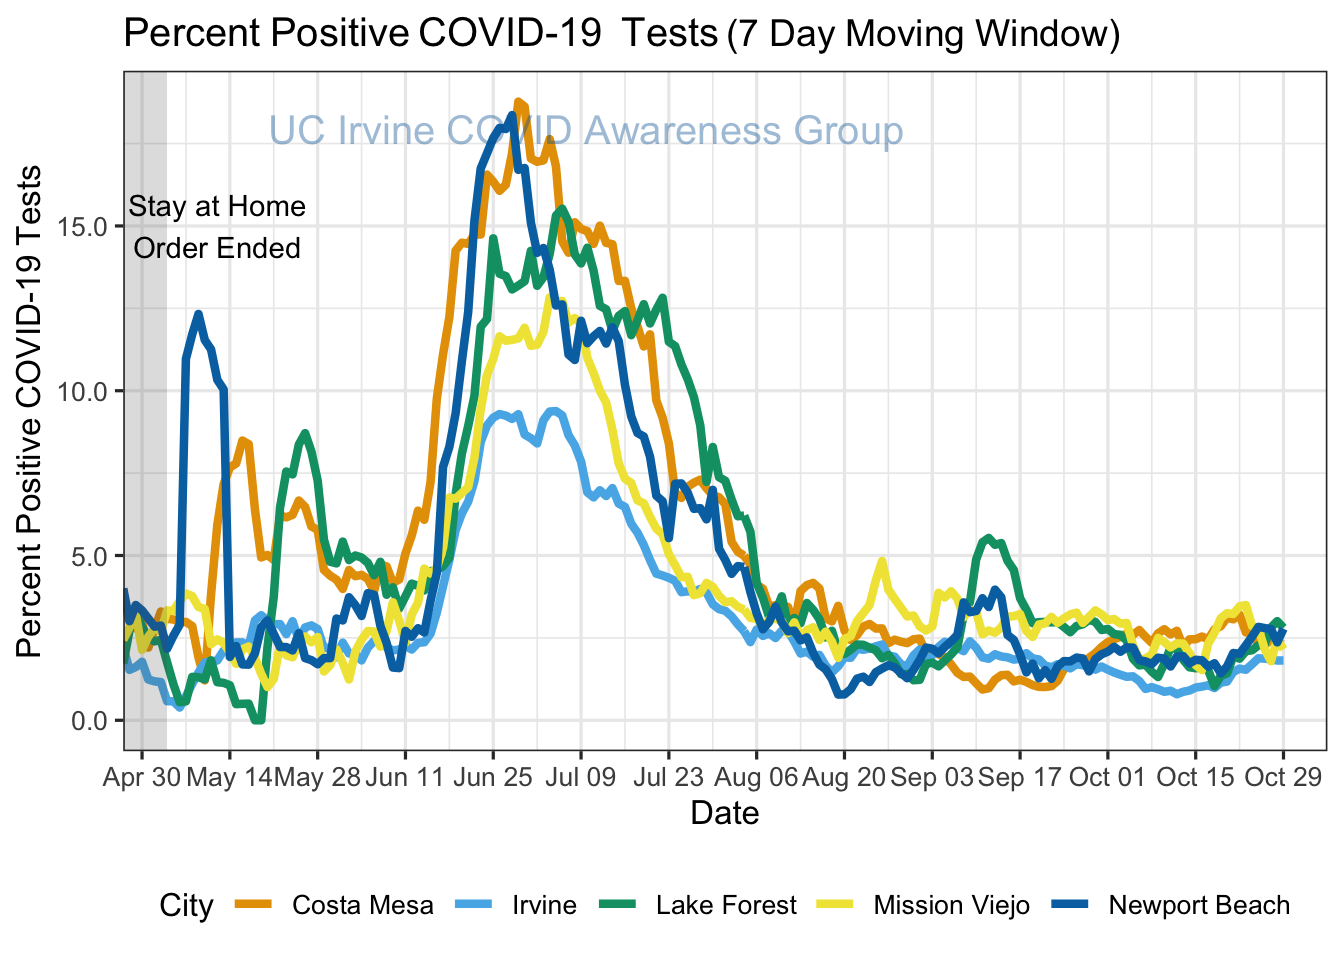 Percent Positive COVID-19 Tests (7 Day Moving Window)
UC Irvine COVID Awareness Group
Stay at Home
Order Ended
Percent Positive COVID-19 Tests
15.0
10.0
5.0
0.0
Apr 30 May 14 May 28 Jun 11 Jun 25 Jul 09 Jul 23 Aug 06 Aug 20 Sep 03 Sep 17 Oct 01 Oct 15 Oct 29
Date
City Costa Mesa Irvine Lake Forest Mission Viejo Newport Beach